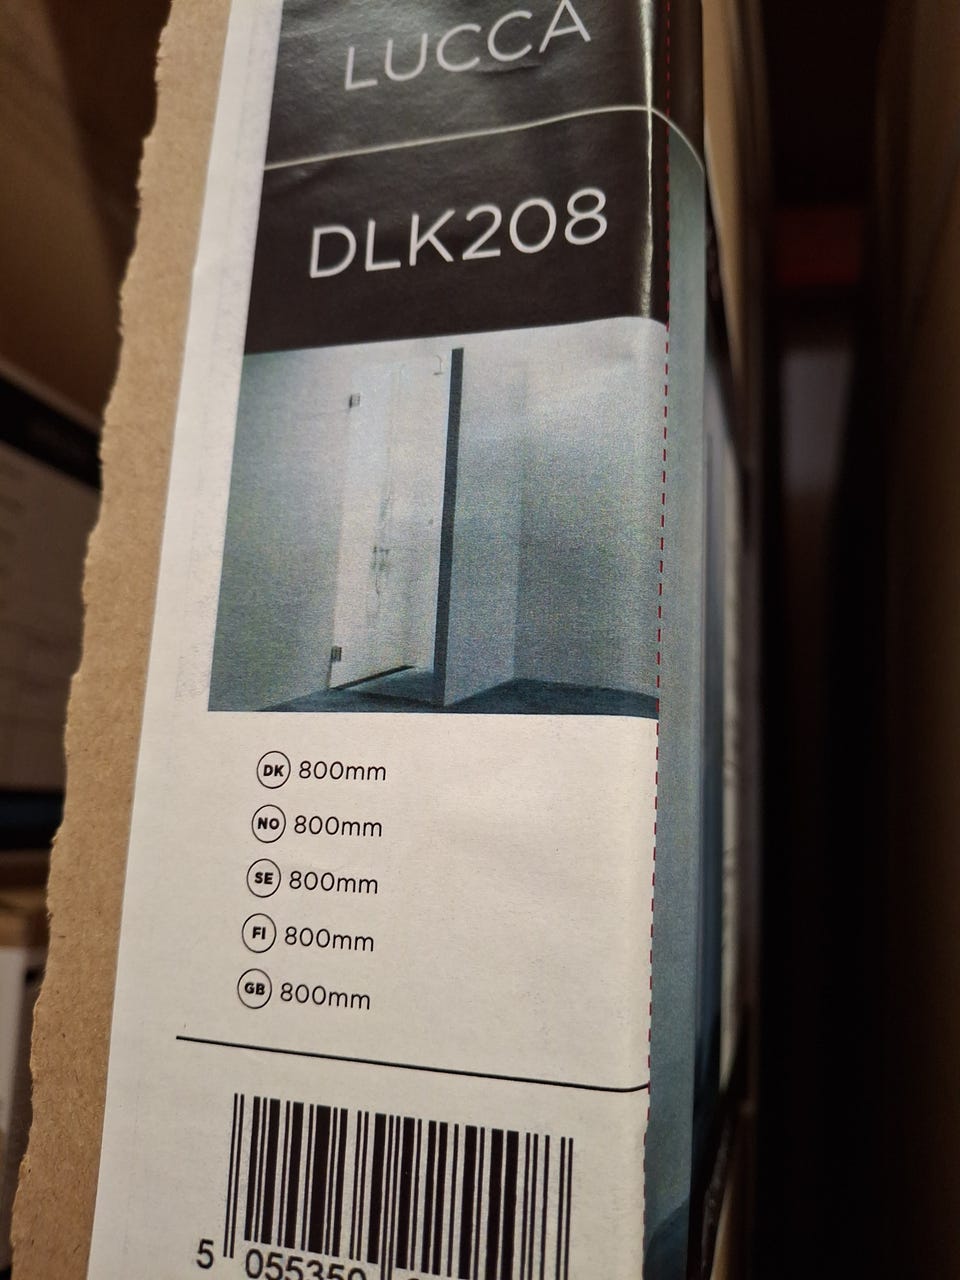 LUCCA
DLK208
DK 800mm
NO 800mm
SE 800mm
FI 800mm
GB 800mm
5 055350